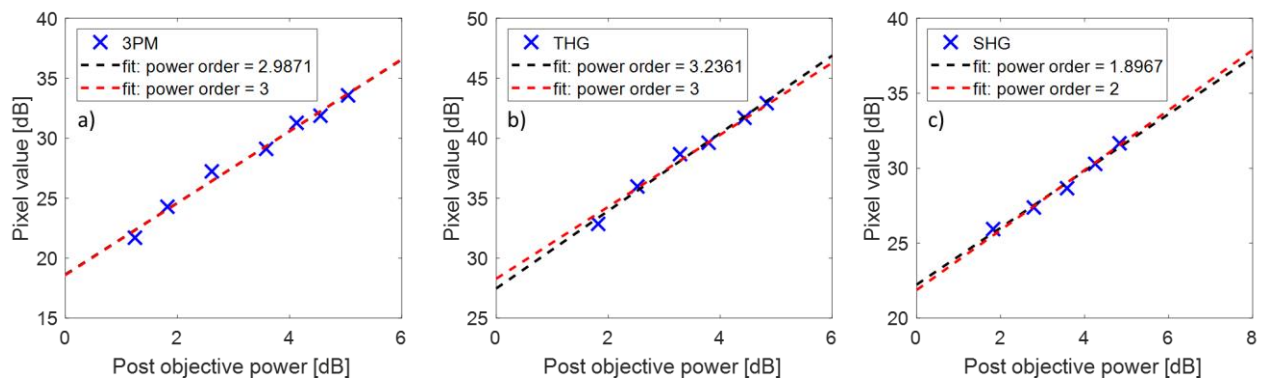 40
35
30
25
20
15
0
2
4
6
Pixel value [dB]
Post objective power [dB]
3PM
fit: power order = 2.9871
fit: power order = 3
a)
50
45
40
35
30
25
0
2
4
6
Pixel value [dB]
Post objective power [dB]
THG
fit: power order = 3.2361
fit: power order = 3
b)
40
35
30
25
20
0
2
4
6
8
Pixel value [dB]
Post objective power [dB]
SHG
fit: power order = 1.8967
fit: power order = 2
c)